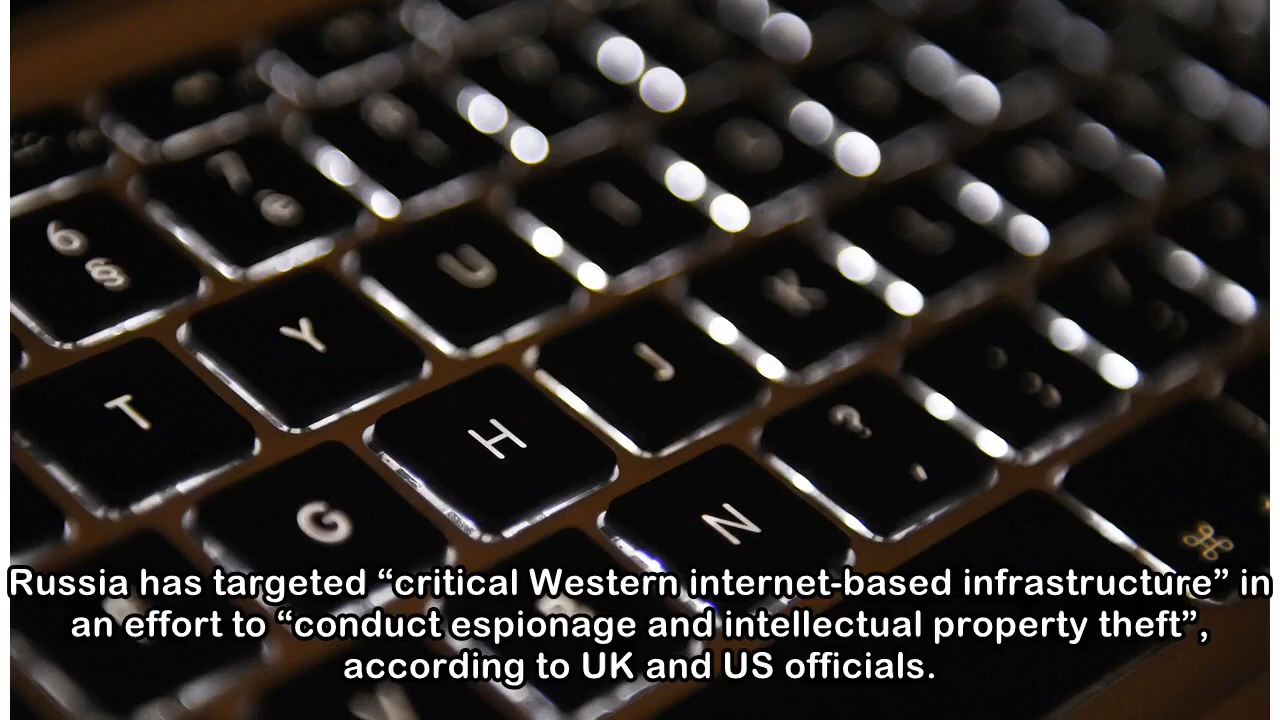 6 §
Y
U
J
K
T
H
G
N
?
,
⌘
Russia has targeted “critical Western internet-based infrastructure” in
an effort to “conduct espionage and intellectual property theft”,
according to UK and US officials.